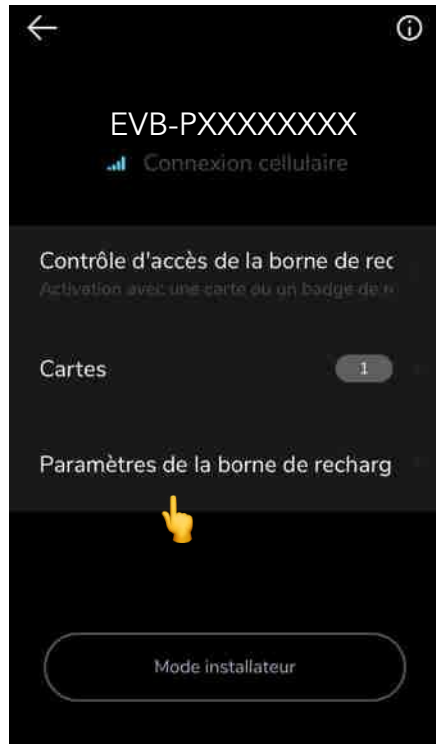 EVB-PXXXXXXXX
Connexion cellulaire
Contrôle d'accès de la borne de rec
Activation avec une carte ou un badge de r
Cartes
1
Paramètres de la borne de recharg
Mode installateur